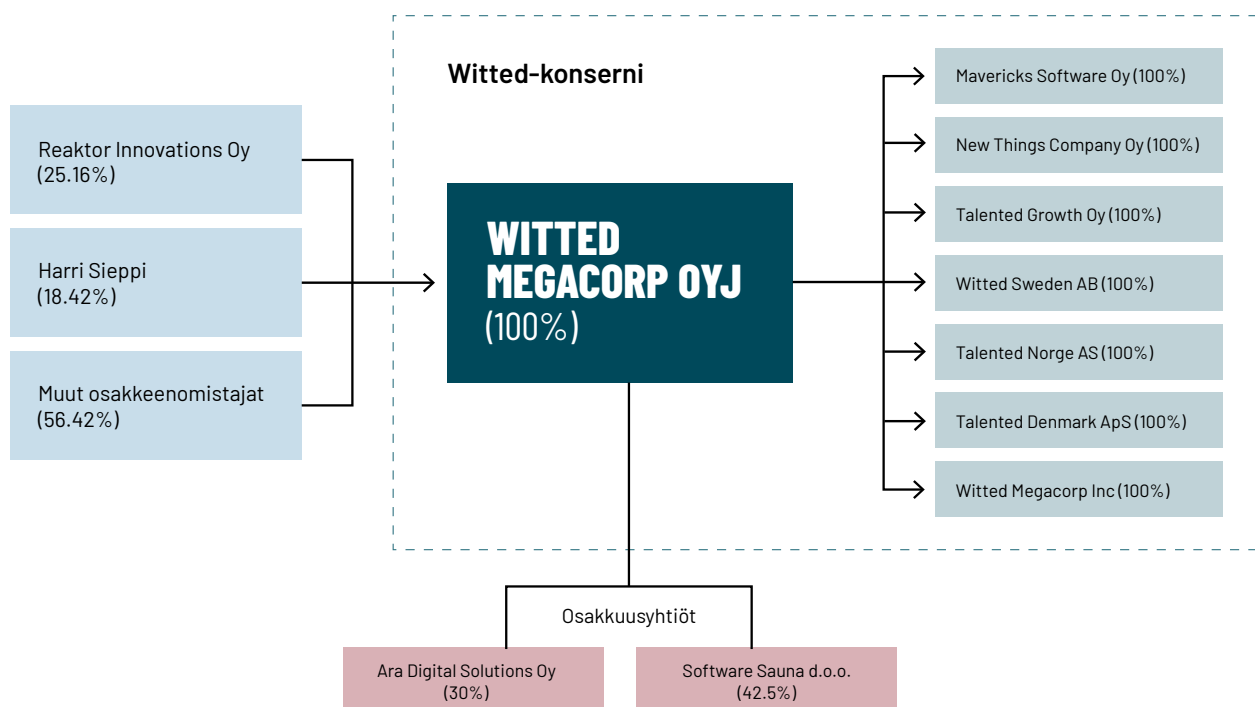 Witted-konserni
Reaktor Innovations Oy
(25.16%)
Harri Sieppi
(18.42%)
Muut osakkeenomistajat
(56.42%)
WITTED
MEGACORP OYJ
(100%)
Mavericks Software Oy (100%)
New Things Company Oy (100%)
Talented Growth Oy (100%)
Witted Sweden AB (100%)
Talented Norge AS (100%)
Talented Denmark ApS (100%)
Witted Megacorp Inc (100%)
Osakkuusyhtiöt
Ara Digital Solutions Oy
(30%)
Software Sauna d.o.o.
(42.5%)